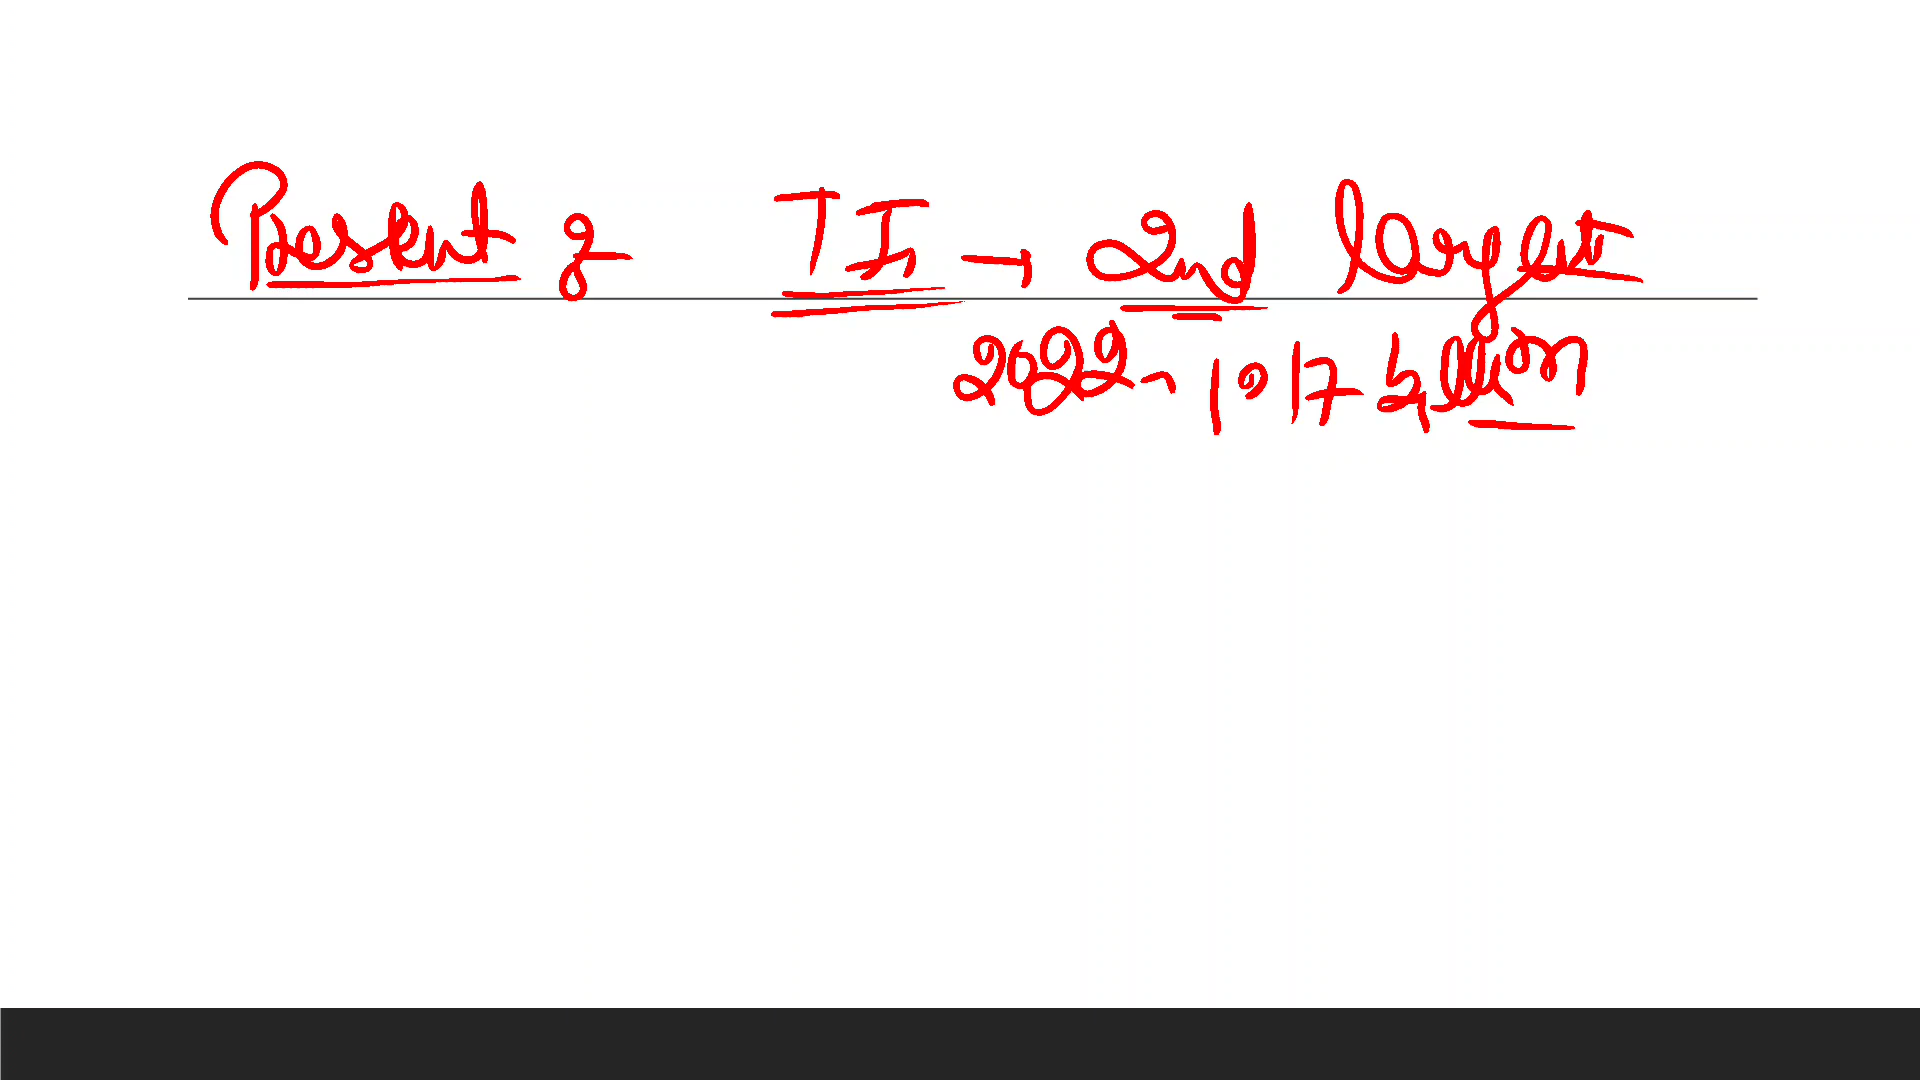 Present ़ TI → 2nd largest
2022 → 1.17 billion